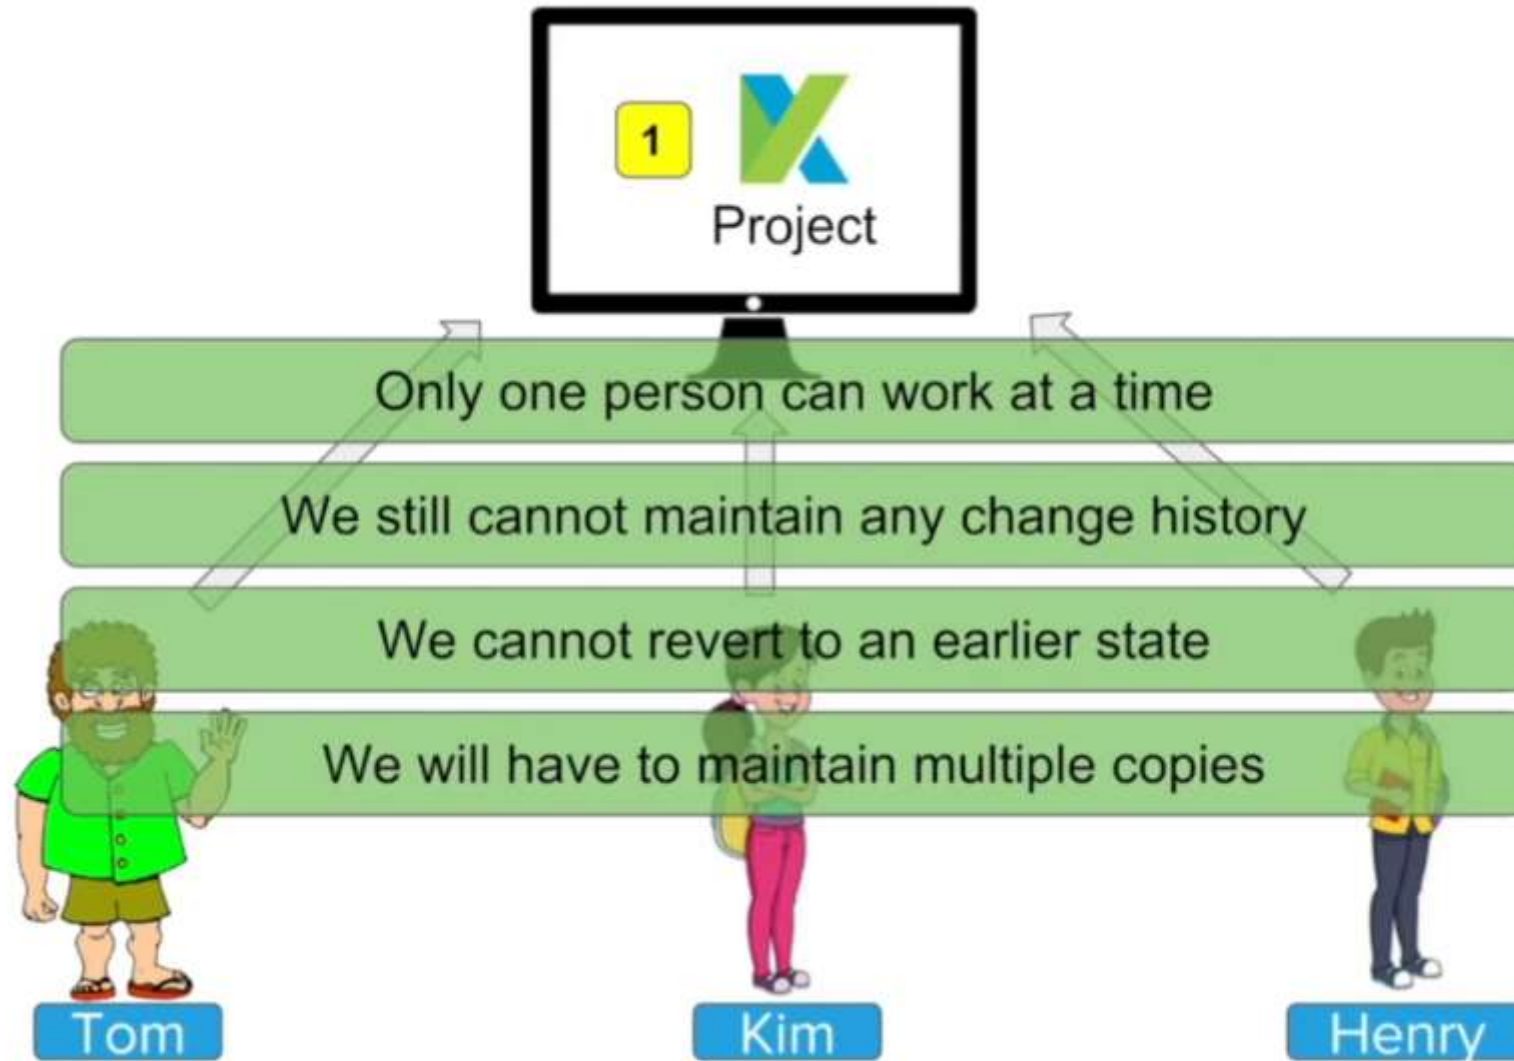 1
Project
Only one person can work at a time
We still cannot maintain any change history
We cannot revert to an earlier state
We will have to maintain multiple copies
Tom
Kim
Henry